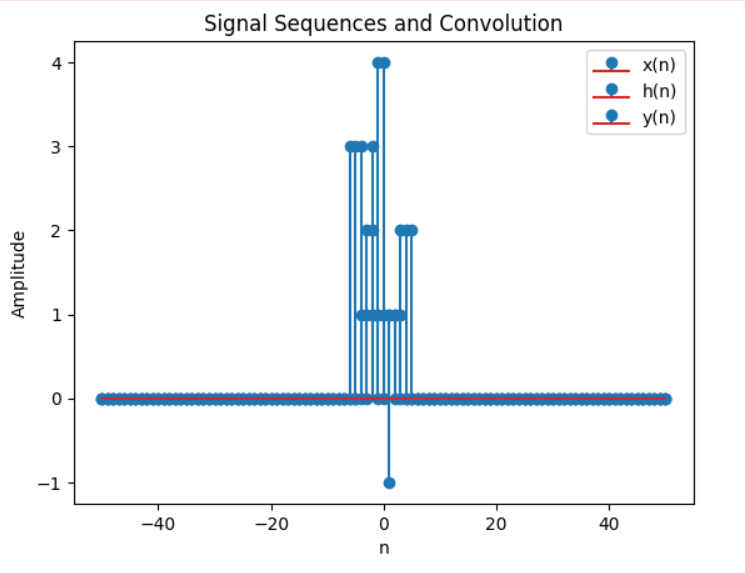 Signal Sequences and Convolution
x(n)
h(n)
y(n)
4
3
2
1
0
−1
Amplitude
−40 −20 0 20 40
n